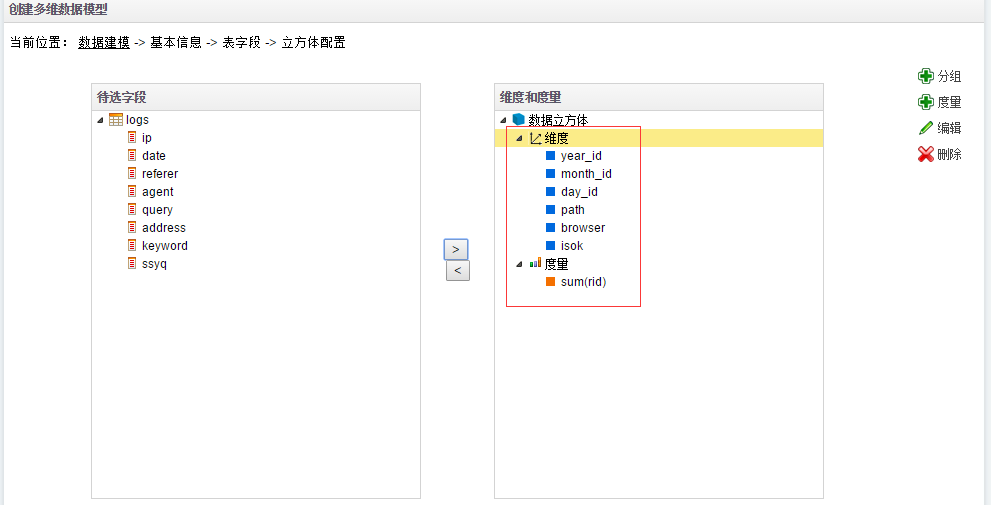 创建多维数据模型
当前位置： 数据建模 -> 基本信息 -> 表字段 -> 立方体配置
待选字段
logs
ip
date
referer
agent
query
address
keyword
ssyq
>
<
维度和度量
数据立方体
维度
year_id
month_id
day_id
path
browser
isok
度量
sum(rid)
分组
度量
编辑
删除